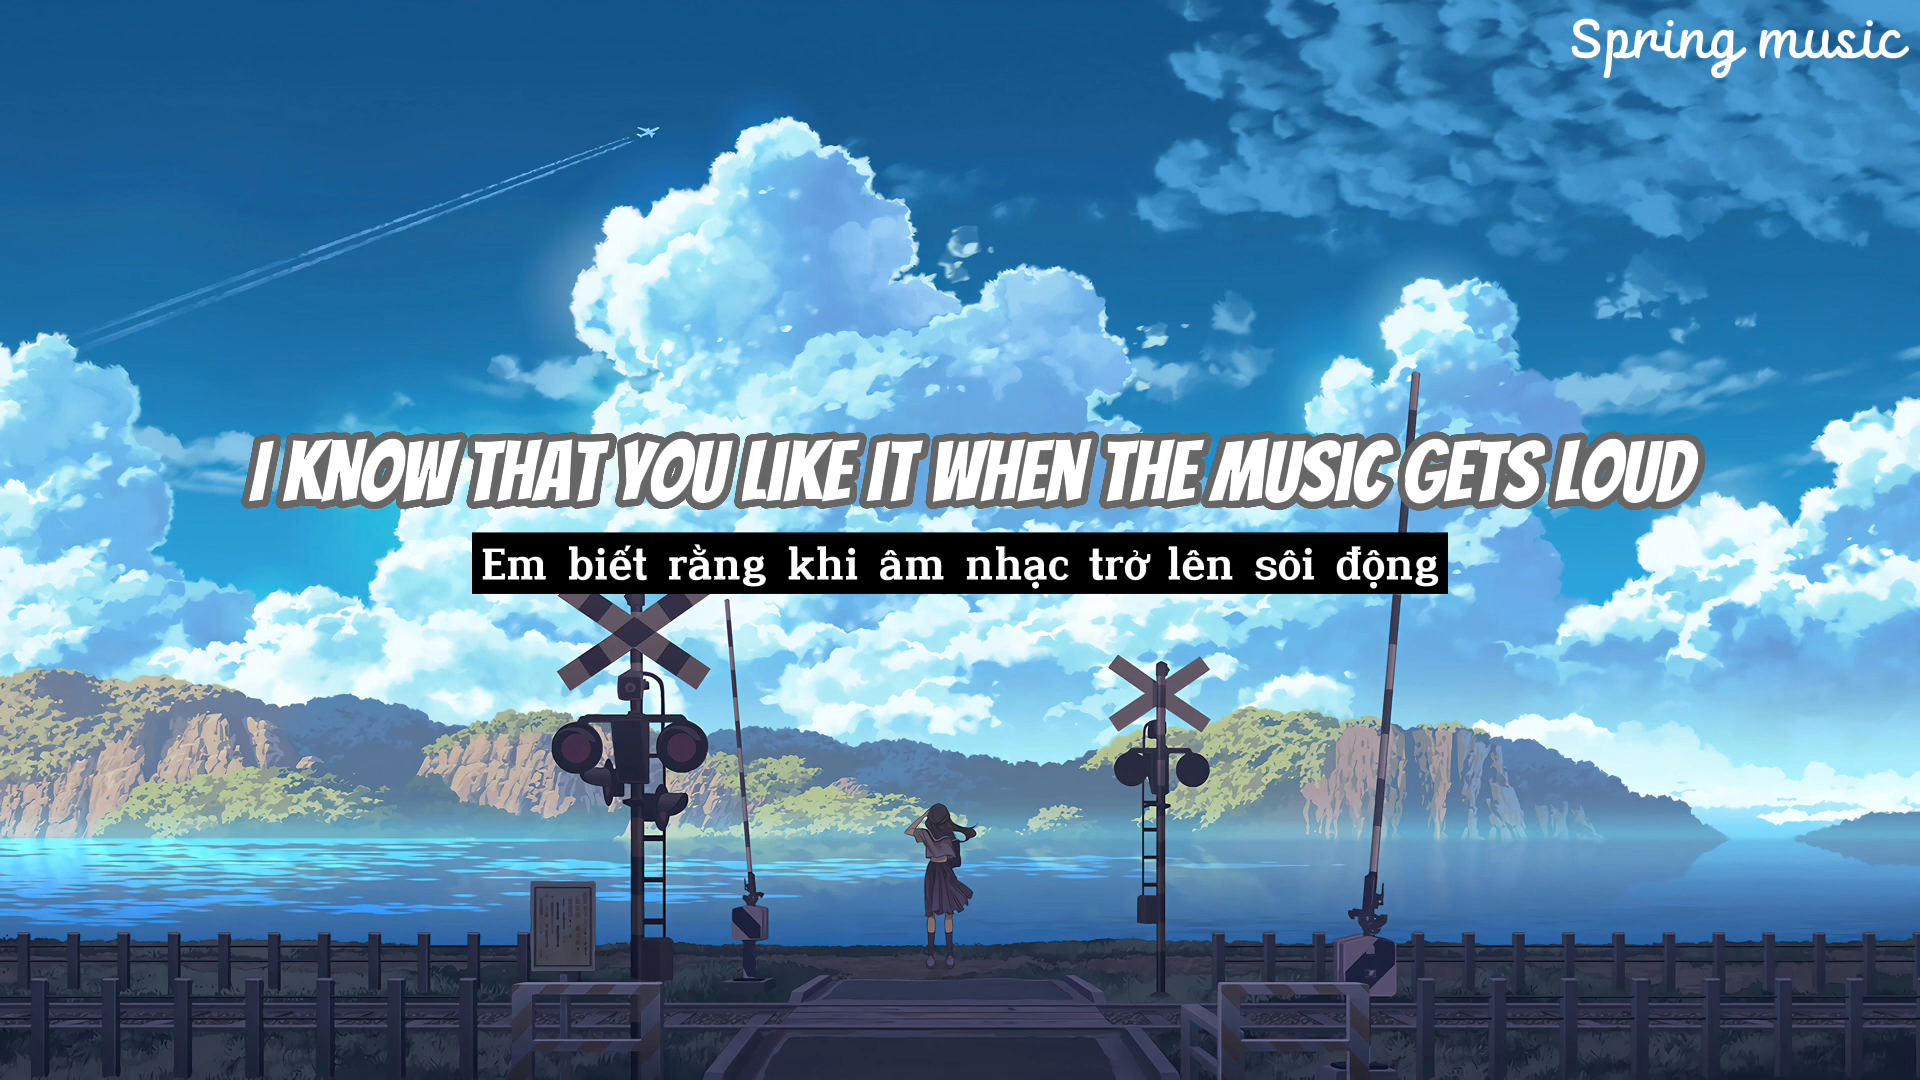 Spring music
I KNOW THAT YOU LIKE IT WHEN THE MUSIC GETS LOUD
Em biết rằng khi âm nhạc trở lên sôi động